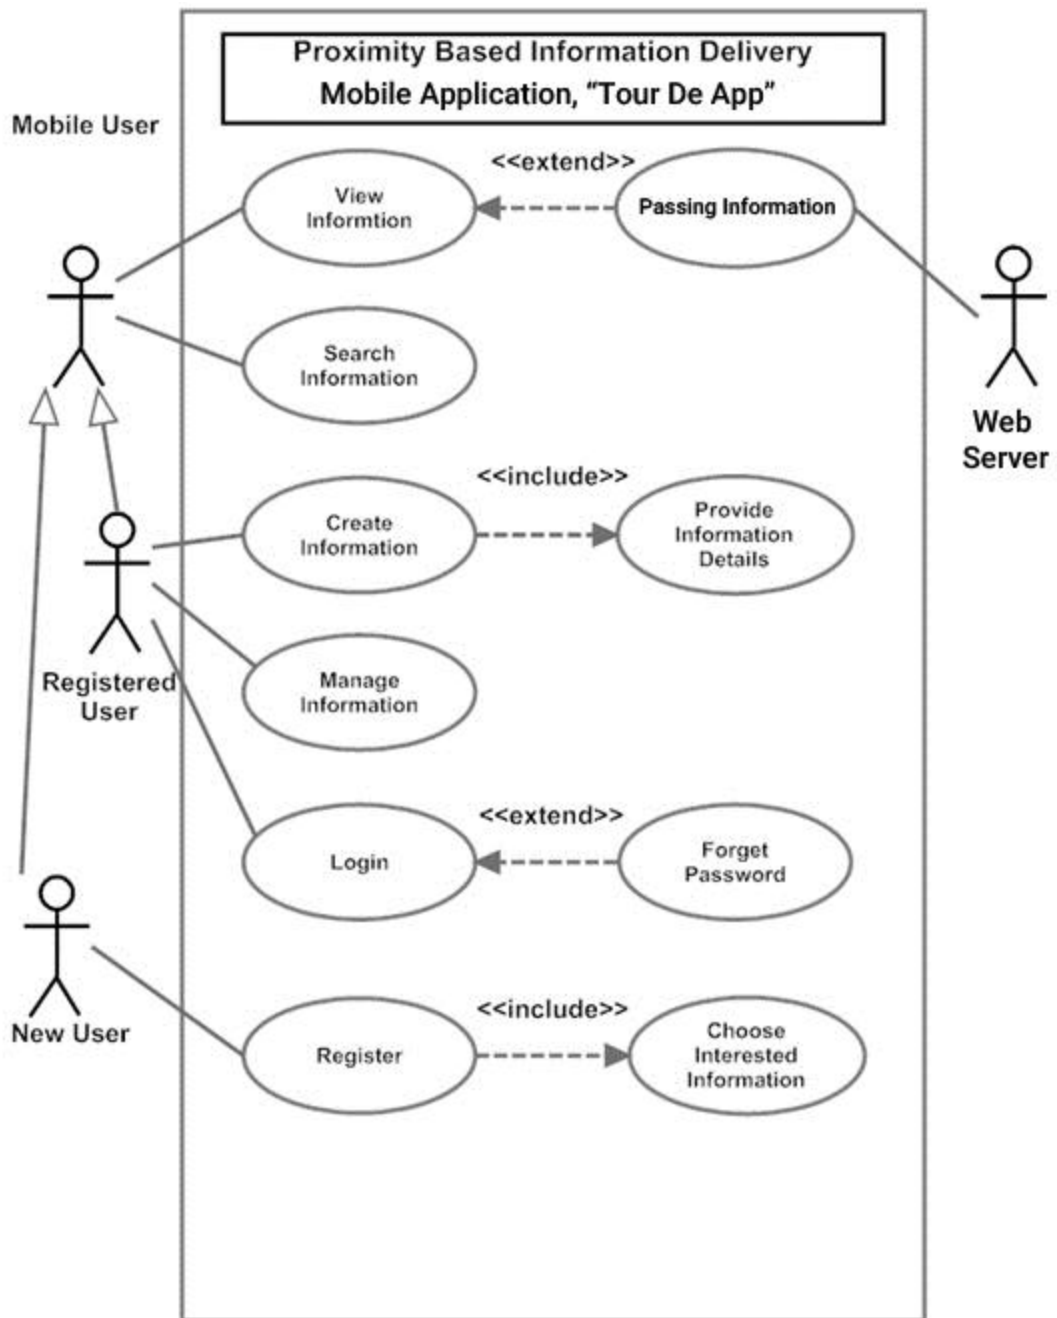 Proximity Based Information Delivery
Mobile Application, “Tour De App”
Mobile User
<<extend>>
View
Informtion
Passing Information
Search
Information
Web
Server
<<include>>
Create
Information
Provide
Information
Details
Registered
User
Manage
Information
<<extend>>
Login
Forget
Password
New User
<<include>>
Register
Choose
Interested
Information